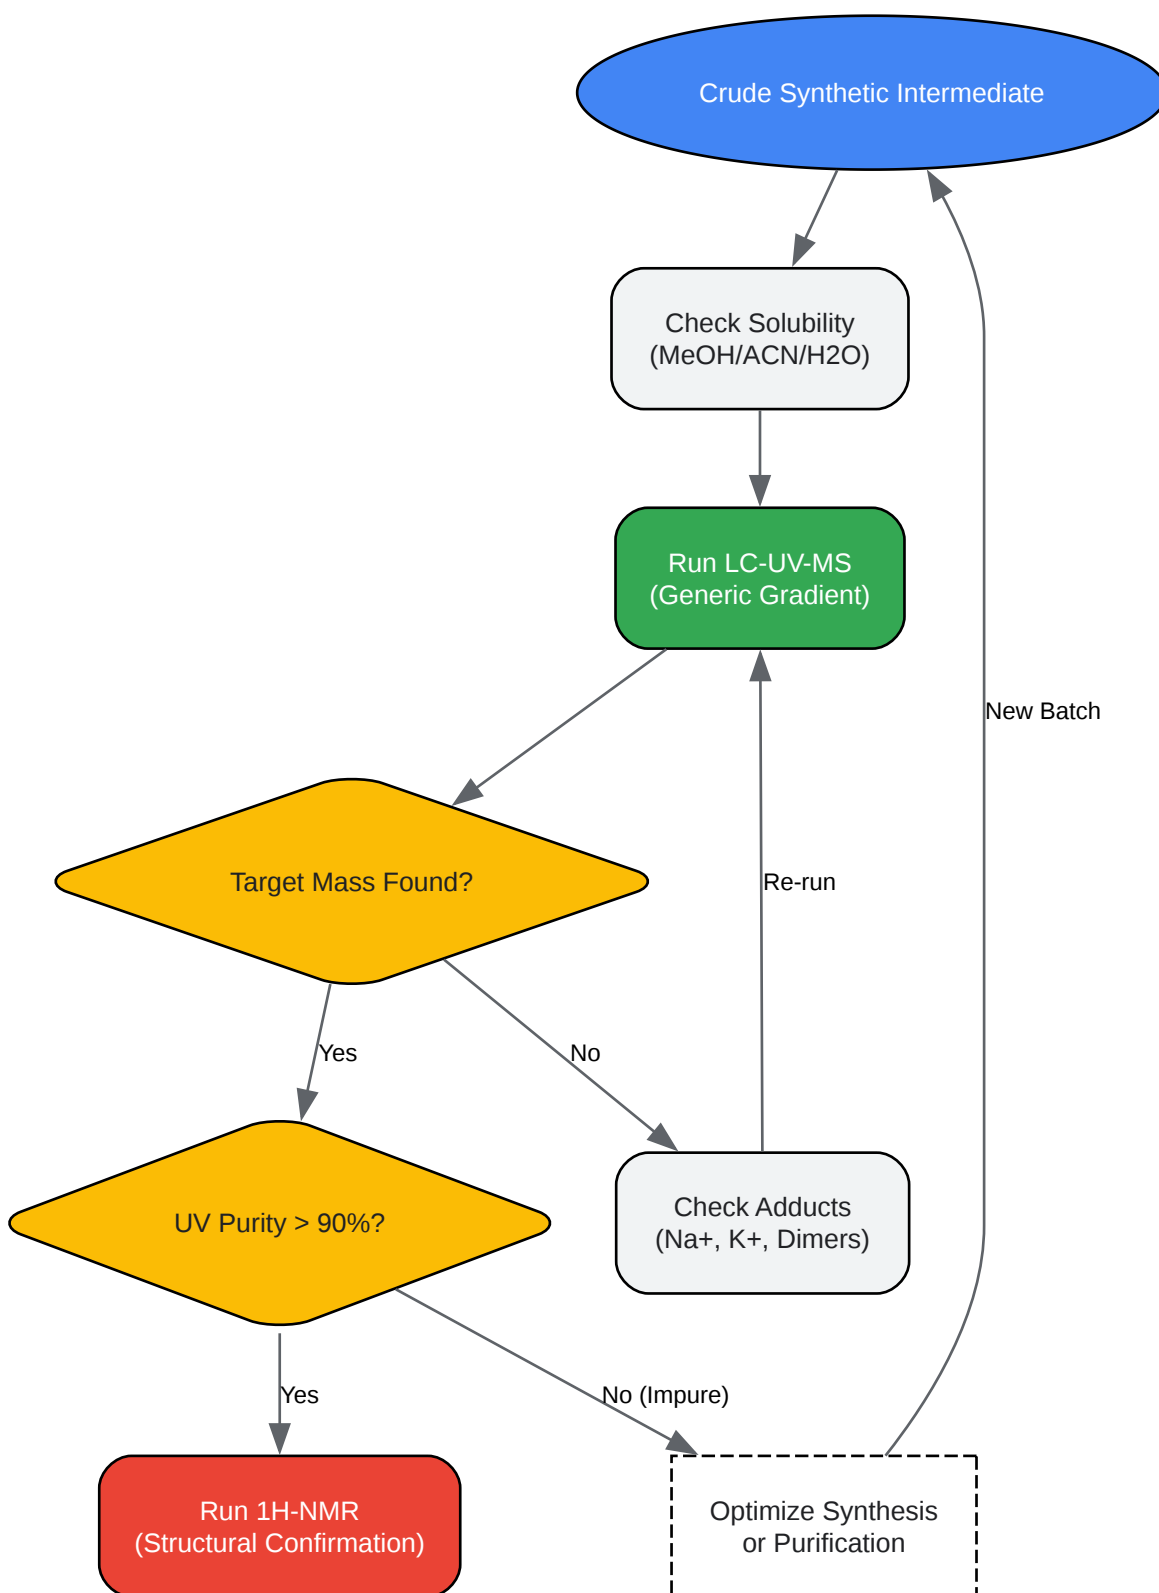 Crude Synthetic Intermediate
Check Solubility
(MeOH/ACN/H2O)
Run LC-UV-MS
(Generic Gradient)
New Batch
Target Mass Found?
Re-run
Yes
No
Check Adducts
(Na+, K+, Dimers)
UV Purity > 90%?
Yes
No (Impure)
Run 1H-NMR
(Structural Confirmation)
Optimize Synthesis
or Purification